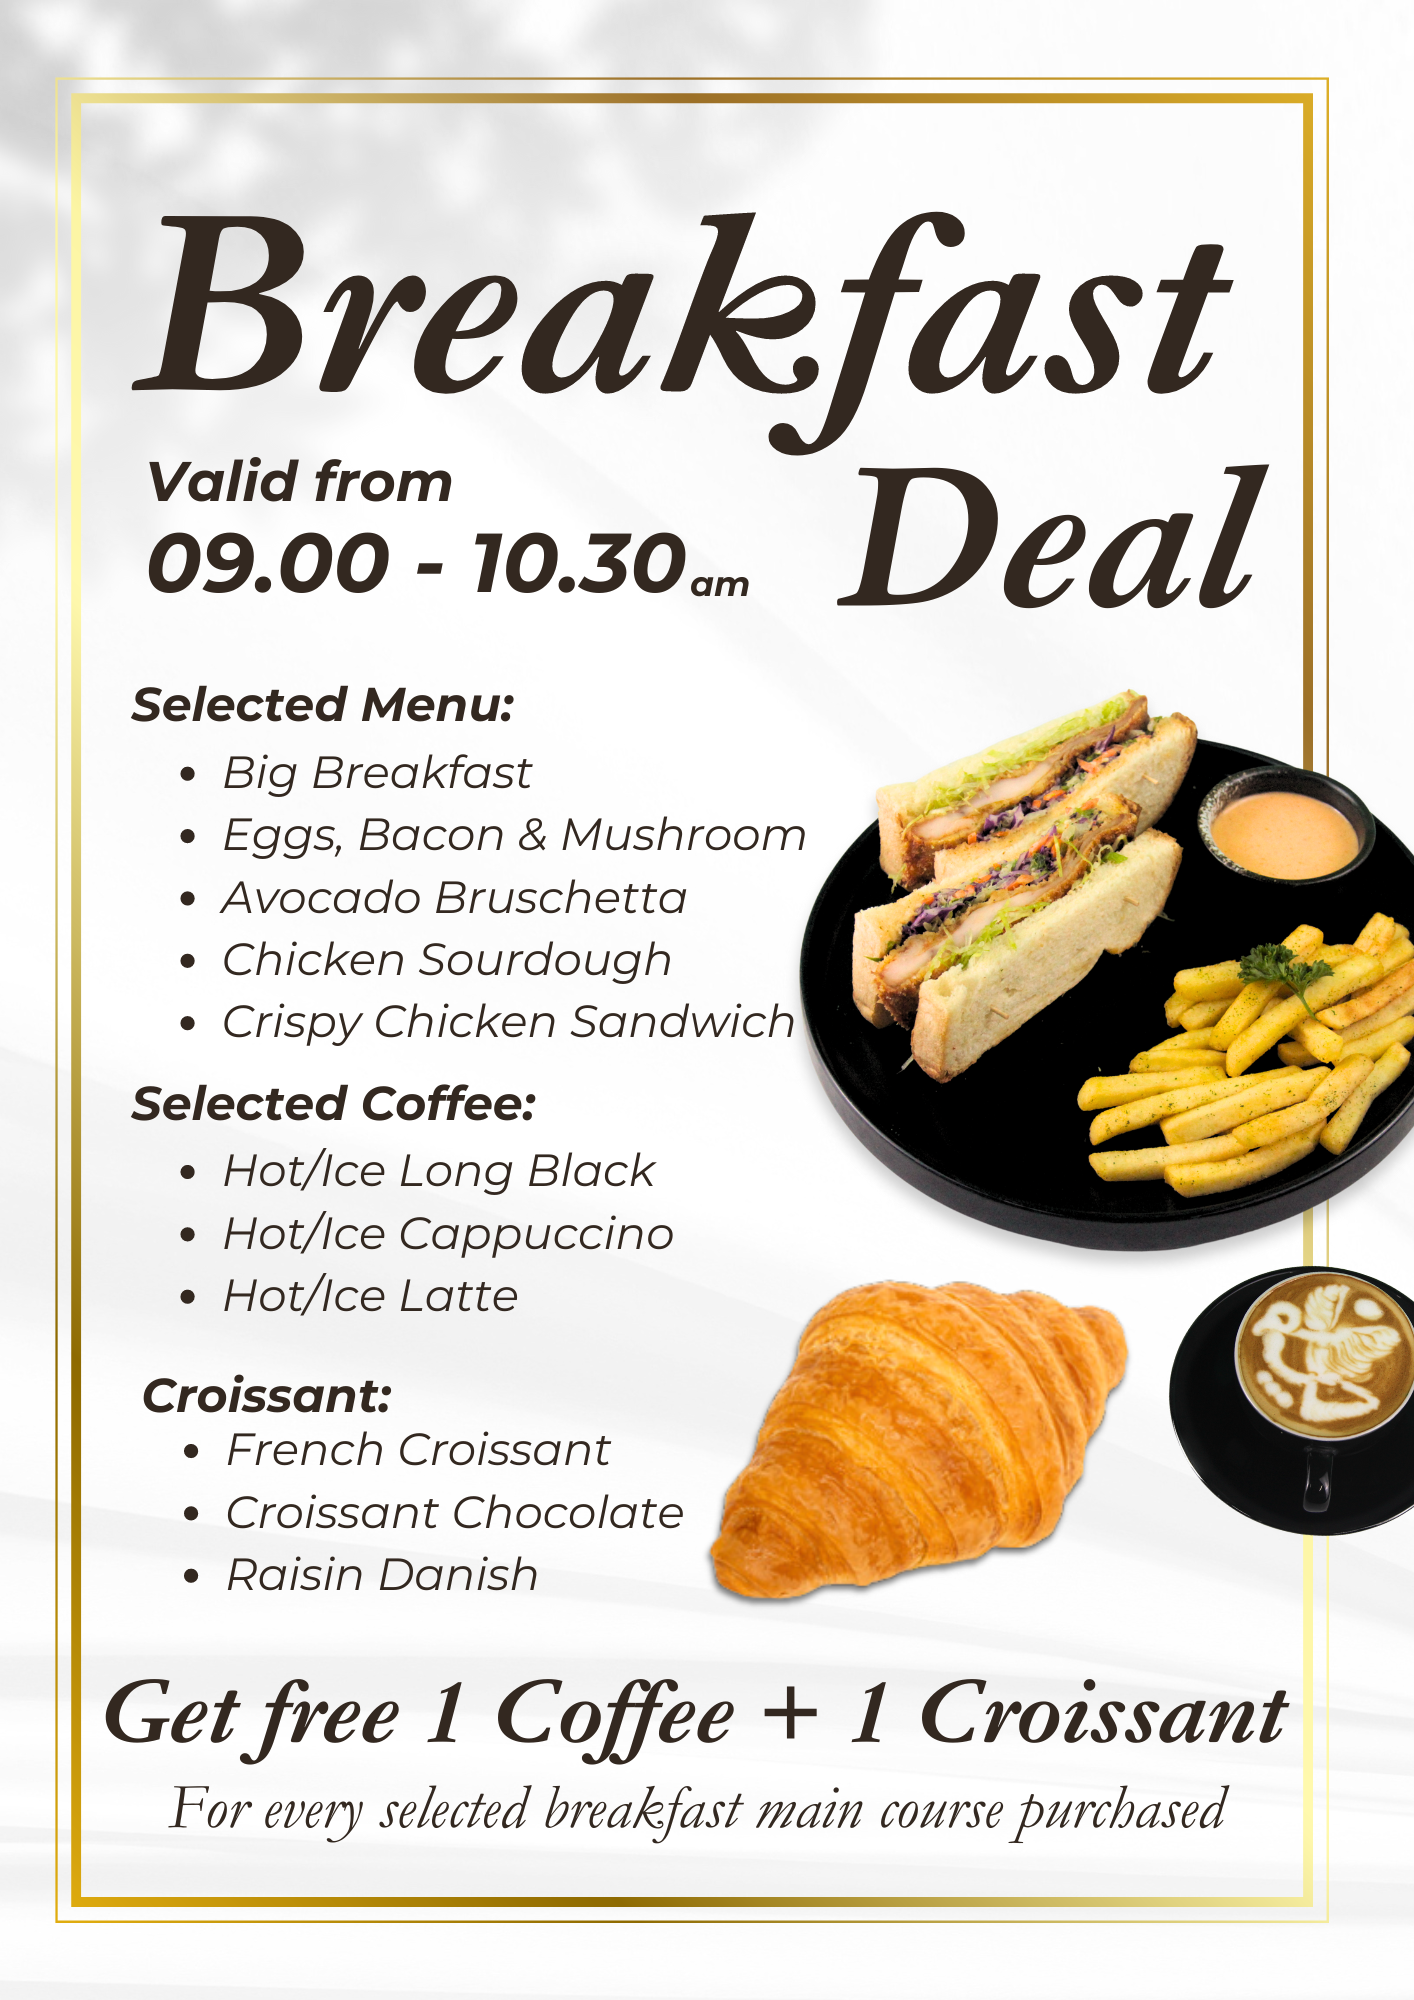 Breakfast
Deal
Valid from
09.00 - 10.30 am
Selected Menu:
• Big Breakfast
• Eggs, Bacon & Mushroom
• Avocado Bruschetta
• Chicken Sourdough
• Crispy Chicken Sandwich
Selected Coffee:
• Hot/Ice Long Black
• Hot/Ice Cappuccino
• Hot/Ice Latte
Croissant:
• French Croissant
• Croissant Chocolate
• Raisin Danish
Get free 1 Coffee + 1 Croissant
For every selected breakfast main course purchased